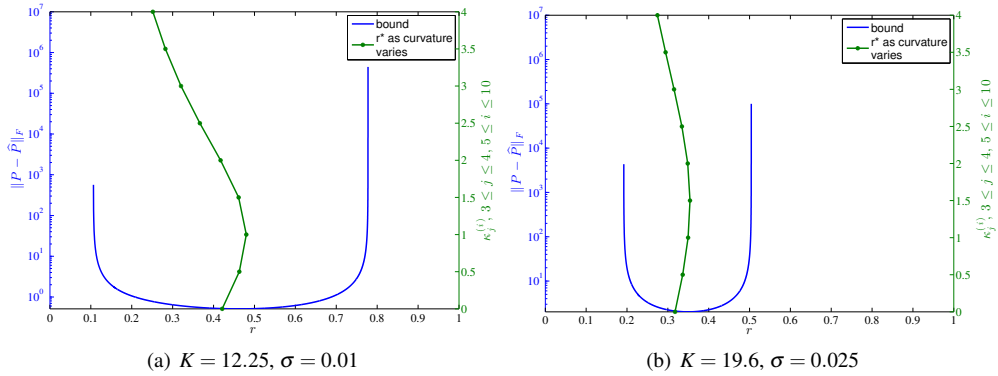 10^7
10^6
10^5
10^4
10^3
10^2
10^1
10^0
‖P − P̂‖_F
0 0.1 0.2 0.3 0.4 0.5 0.6 0.7 0.8 0.9 1
r
4
3.5
3
2.5
2
1.5
1
0.5
0
κ_j^(i), 3 ≤ j ≤ 4, 5 ≤ i ≤ 10
bound
r* as curvature
varies
(a) K = 12.25, σ = 0.01
10^7
10^6
10^5
10^4
10^3
10^2
10^1
‖P − P̂‖_F
0 0.1 0.2 0.3 0.4 0.5 0.6 0.7 0.8 0.9 1
r
4
3.5
3
2.5
2
1.5
1
0.5
0
κ_j^(i), 3 ≤ j ≤ 4, 5 ≤ i ≤ 10
bound
r* as curvature
varies
(b) K = 19.6, σ = 0.025